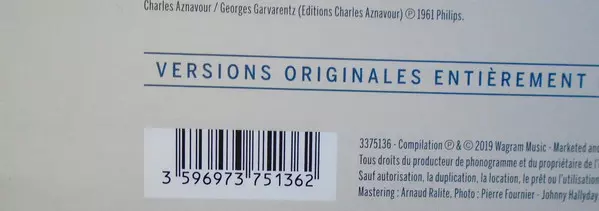 Charles Aznavour / Georges Garvarentz (Editions Charles Aznavour) ℗ 1961 Philips.
VERSIONS ORIGINALES ENTIÈREMENT
3375136 - Compilation ℗ & © 2019 Wagram Music - Marketed and
Tous droits du producteur de phonogramme et du propriétaire de l'
Sauf autorisation, la duplication, la location, le prêt ou l'utilisation
Mastering : Arnaud Ralite. Photo : Pierre Fournier - Johnny Hallyday
3 596973 751362